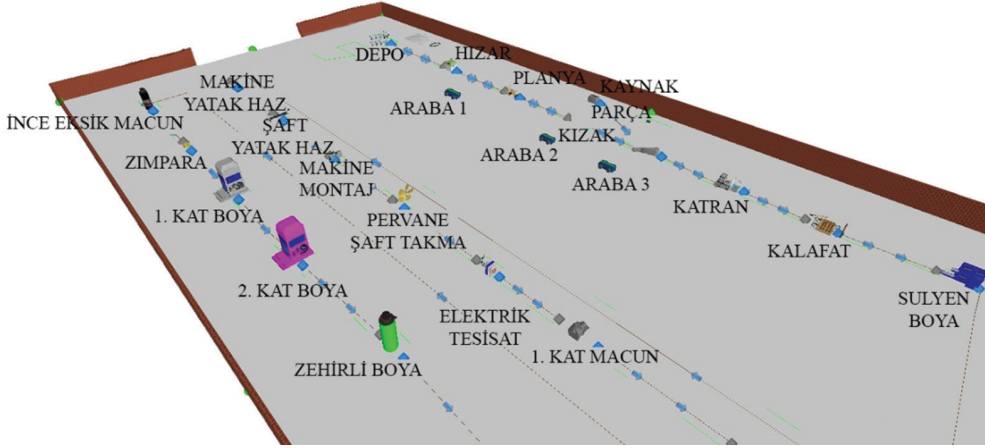 DEPO
HIZAR
PLANYA
KAYNAK
PARÇA
KIZAK
ARABA 1
ARABA 2
ARABA 3
KATRAN
KALAFAT
SULYEN
BOYA
MAKİNE
YATAK HAZ
ŞAFT
YATAK HAZ
MAKİNE
MONTAJ
PERVANE
ŞAFT TAKMA
ELEKTRİK
TESİSAT
1. KAT MACUN
İNCE EKSİK MACUN
ZIMPARA
1. KAT BOYA
2. KAT BOYA
ZEHİRLİ BOYA